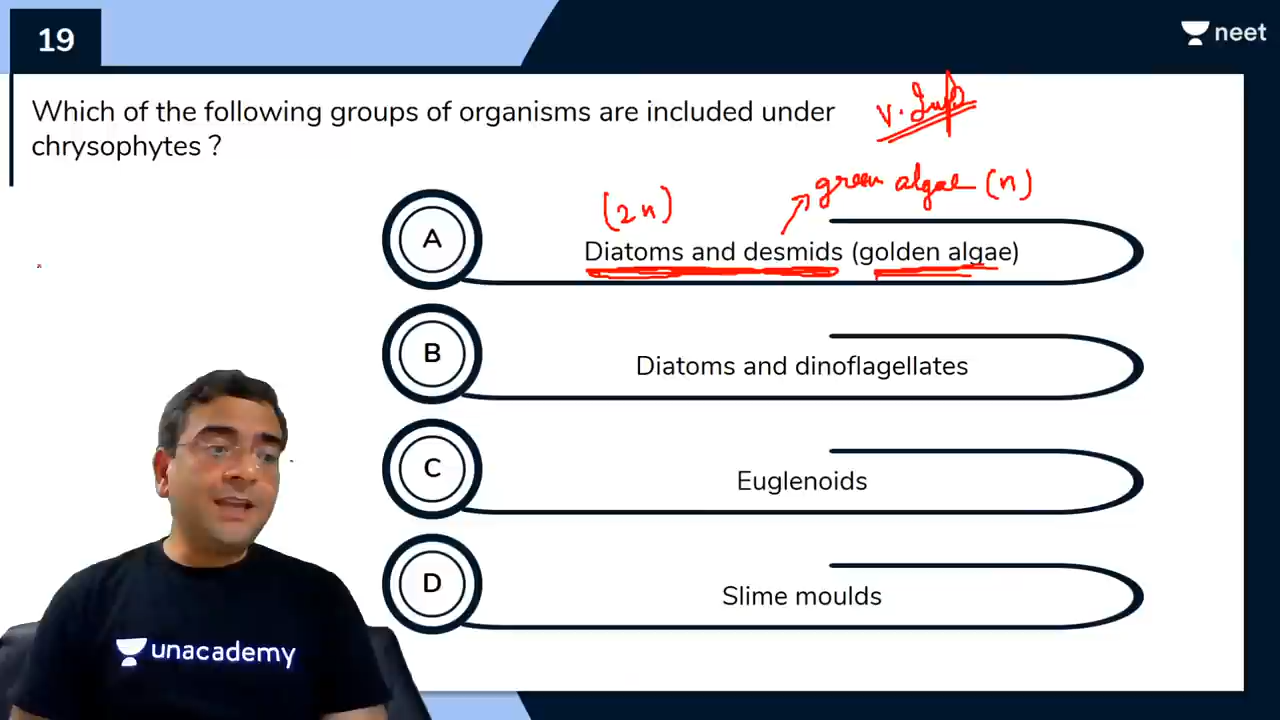 19
neet
Which of the following groups of organisms are included under
chrysophytes ?
v. Imp
green algae (n)
(2n)
A
Diatoms and desmids (golden algae)
B
Diatoms and dinoflagellates
C
Euglenoids
D
Slime moulds
unacademy